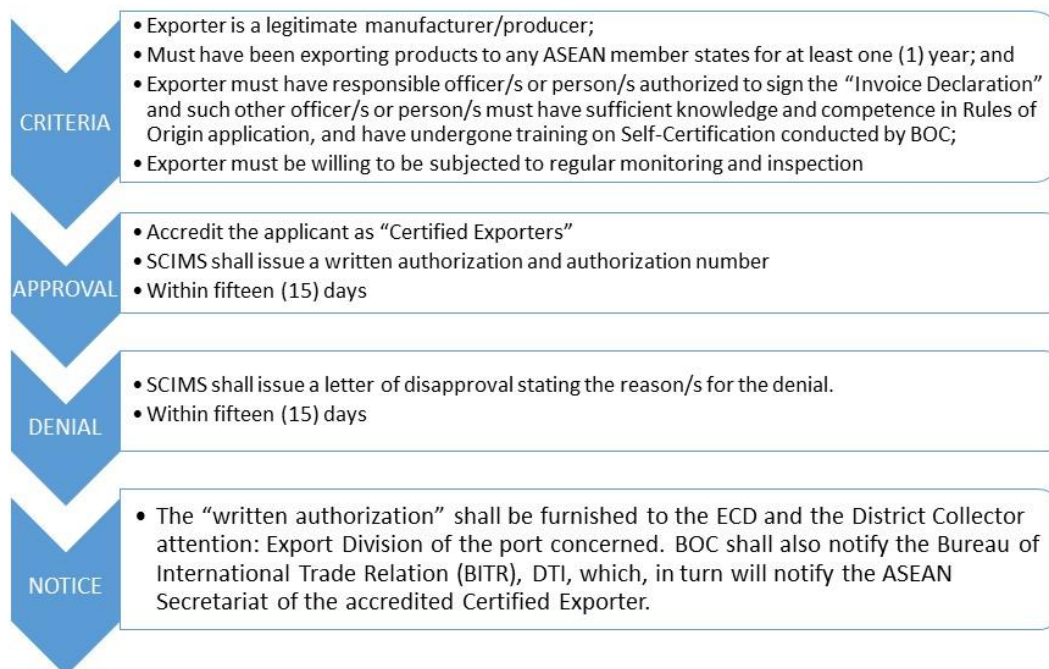 CRITERIA
• Exporter is a legitimate manufacturer/producer;
• Must have been exporting products to any ASEAN member states for at least one (1) year; and
• Exporter must have responsible officer/s or person/s authorized to sign the “Invoice Declaration”
and such other officer/s or person/s must have sufficient knowledge and competence in Rules of
Origin application, and have undergone training on Self-Certification conducted by BOC;
• Exporter must be willing to be subjected to regular monitoring and inspection
APPROVAL
• Accredit the applicant as “Certified Exporters”
• SCIMS shall issue a written authorization and authorization number
• Within fifteen (15) days
DENIAL
• SCIMS shall issue a letter of disapproval stating the reason/s for the denial.
• Within fifteen (15) days
NOTICE
• The “written authorization” shall be furnished to the ECD and the District Collector
attention: Export Division of the port concerned. BOC shall also notify the Bureau of
International Trade Relation (BITR), DTI, which, in turn will notify the ASEAN
Secretariat of the accredited Certified Exporter.